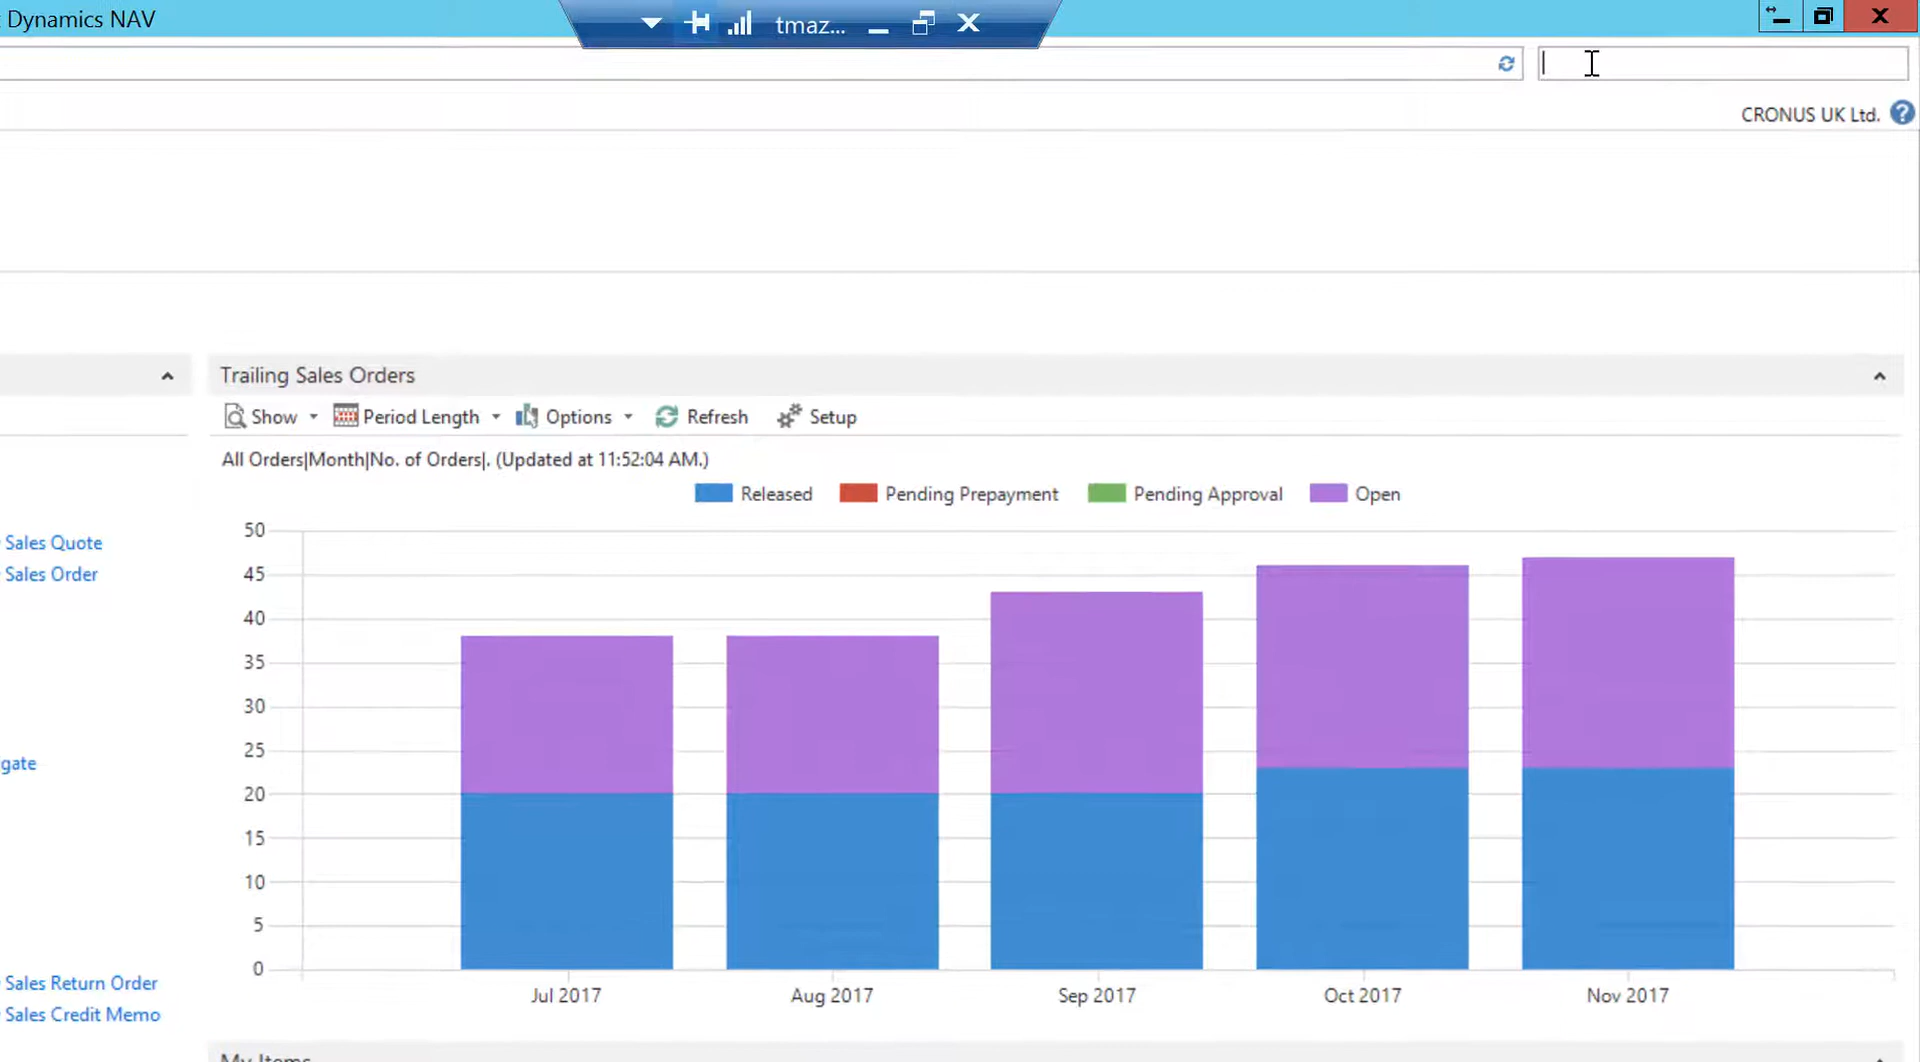 Dynamics NAV
tmaz...
CRONUS UK Ltd.
Trailing Sales Orders
Show Period Length Options Refresh Setup
All Orders|Month|No. of Orders|. (Updated at 11:52:04 AM.)
Released Pending Prepayment Pending Approval Open
50
45
40
35
30
25
20
15
10
5
0
Jul 2017 Aug 2017 Sep 2017 Oct 2017 Nov 2017
Sales Quote
Sales Order
gate
Sales Return Order
Sales Credit Memo
My Items